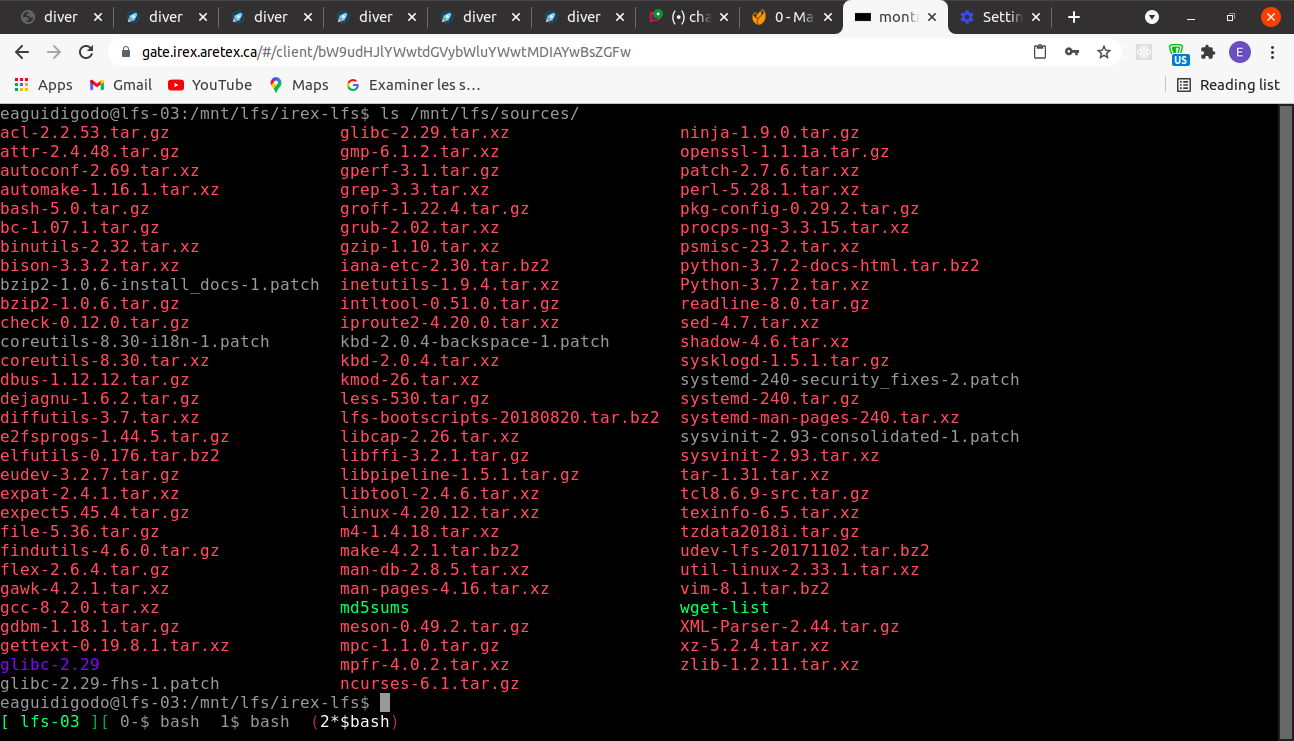 diver diver diver diver diver diver (•) cha 0 - Ma mont Settin
gate.irex.aretex.ca/#/client/bW9udHJlYWwtdGVybWluYWwtMDIAYwBsZGFw E
US
Apps Gmail YouTube Maps Examiner les s… Reading list
eaguidigodo@lfs-03:/mnt/lfs/irex-lfs$ ls /mnt/lfs/sources/
acl-2.2.53.tar.gz glibc-2.29.tar.xz ninja-1.9.0.tar.gz
attr-2.4.48.tar.gz gmp-6.1.2.tar.xz openssl-1.1.1a.tar.gz
autoconf-2.69.tar.xz gperf-3.1.tar.gz patch-2.7.6.tar.xz
automake-1.16.1.tar.xz grep-3.3.tar.xz perl-5.28.1.tar.xz
bash-5.0.tar.gz groff-1.22.4.tar.gz pkg-config-0.29.2.tar.gz
bc-1.07.1.tar.gz grub-2.02.tar.xz procps-ng-3.3.15.tar.xz
binutils-2.32.tar.xz gzip-1.10.tar.xz psmisc-23.2.tar.xz
bison-3.3.2.tar.xz iana-etc-2.30.tar.bz2 python-3.7.2-docs-html.tar.bz2
bzip2-1.0.6-install_docs-1.patch inetutils-1.9.4.tar.xz Python-3.7.2.tar.xz
bzip2-1.0.6.tar.gz intltool-0.51.0.tar.gz readline-8.0.tar.gz
check-0.12.0.tar.gz iproute2-4.20.0.tar.xz sed-4.7.tar.xz
coreutils-8.30-i18n-1.patch kbd-2.0.4-backspace-1.patch shadow-4.6.tar.xz
coreutils-8.30.tar.xz kbd-2.0.4.tar.xz sysklogd-1.5.1.tar.gz
dbus-1.12.12.tar.gz kmod-26.tar.xz systemd-240-security_fixes-2.patch
dejagnu-1.6.2.tar.gz less-530.tar.gz systemd-240.tar.gz
diffutils-3.7.tar.xz lfs-bootscripts-20180820.tar.bz2 systemd-man-pages-240.tar.xz
e2fsprogs-1.44.5.tar.gz libcap-2.26.tar.xz sysvinit-2.93-consolidated-1.patch
elfutils-0.176.tar.bz2 libffi-3.2.1.tar.gz sysvinit-2.93.tar.xz
eudev-3.2.7.tar.gz libpipeline-1.5.1.tar.gz tar-1.31.tar.xz
expat-2.4.1.tar.xz libtool-2.4.6.tar.xz tcl8.6.9-src.tar.gz
expect5.45.4.tar.gz linux-4.20.12.tar.xz texinfo-6.5.tar.xz
file-5.36.tar.gz m4-1.4.18.tar.xz tzdata2018i.tar.gz
findutils-4.6.0.tar.gz make-4.2.1.tar.bz2 udev-lfs-20171102.tar.bz2
flex-2.6.4.tar.gz man-db-2.8.5.tar.xz util-linux-2.33.1.tar.xz
gawk-4.2.1.tar.xz man-pages-4.16.tar.xz vim-8.1.tar.bz2
gcc-8.2.0.tar.xz md5sums wget-list
gdbm-1.18.1.tar.gz meson-0.49.2.tar.gz XML-Parser-2.44.tar.gz
gettext-0.19.8.1.tar.xz mpc-1.1.0.tar.gz xz-5.2.4.tar.xz
glibc-2.29 mpfr-4.0.2.tar.xz zlib-1.2.11.tar.xz
glibc-2.29-fhs-1.patch ncurses-6.1.tar.gz
eaguidigodo@lfs-03:/mnt/lfs/irex-lfs$
[ lfs-03 ][ 0-$ bash 1$ bash (2*$bash)